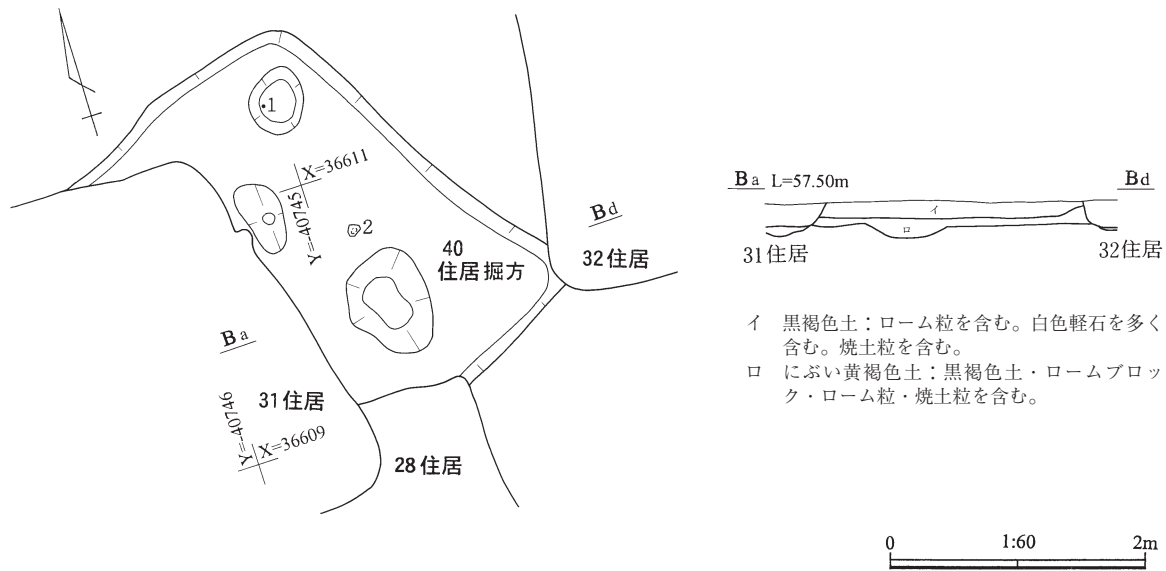 1
X=36611
Y=-40745
2
Bd
40
住居掘方
32住居
Ba
31住居
Y=-40746
X=36609
28住居
Ba L=57.50m
Bd
イ
ロ
31住居
32住居
イ 黒褐色土：ローム粒を含む。白色軽石を多く
含む。焼土粒を含む。
ロ にぶい黄褐色土：黒褐色土・ロームブロッ
ク・ローム粒・焼土粒を含む。
0 1:60 2m